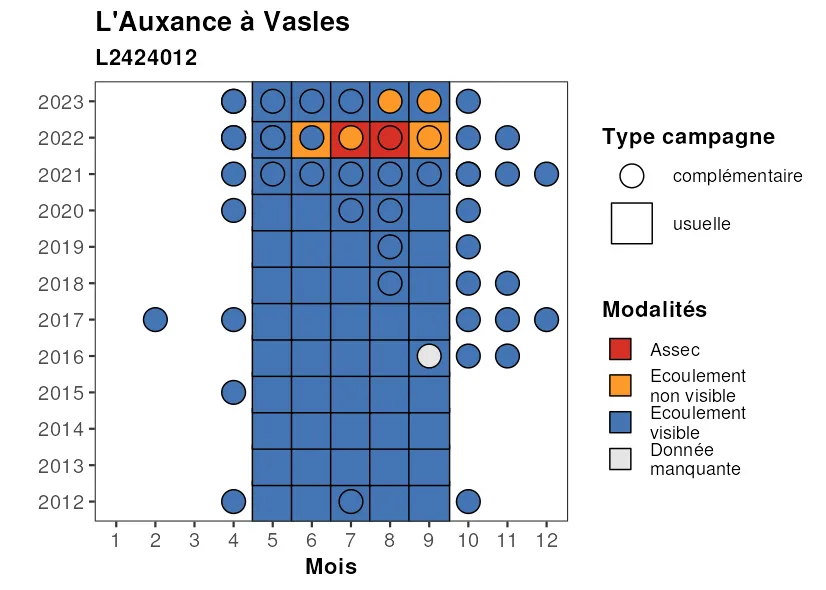 L'Auxance à Vasles
L2424012
2023
2022
2021
2020
2019
2018
2017
2016
2015
2014
2013
2012
1 2 3 4 5 6 7 8 9 10 11 12
Mois
Type campagne
complémentaire
usuelle
Modalités
Assec
Ecoulement
non visible
Ecoulement
visible
Donnée
manquante